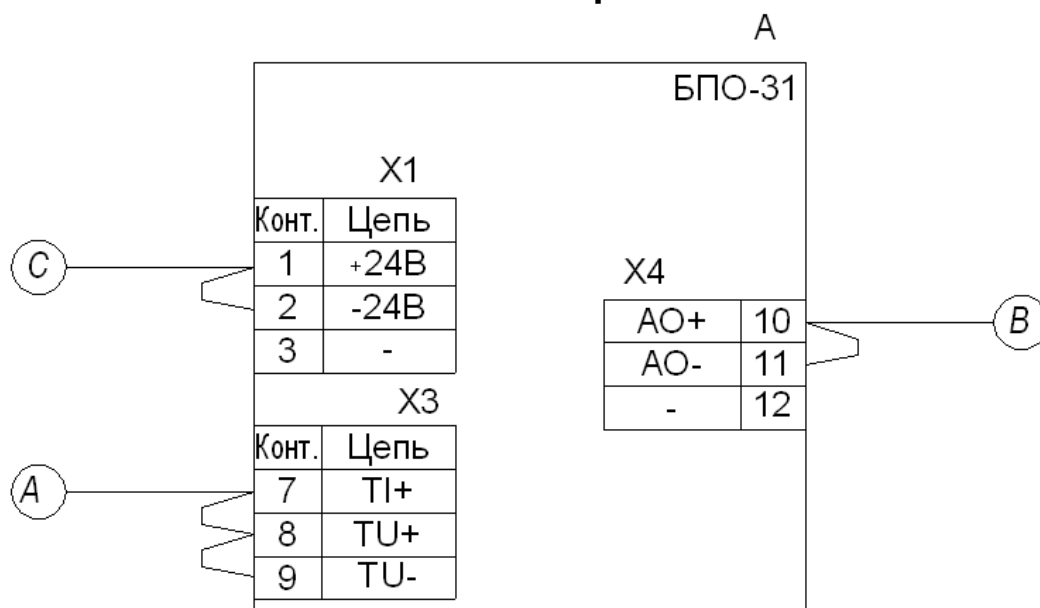 А
БПО-31
X1
Конт. Цепь
1 +24В
2 -24В
3 -
C
X4
AO+ 10
AO- 11
- 12
B
X3
Конт. Цепь
7 TI+
8 TU+
9 TU-
A